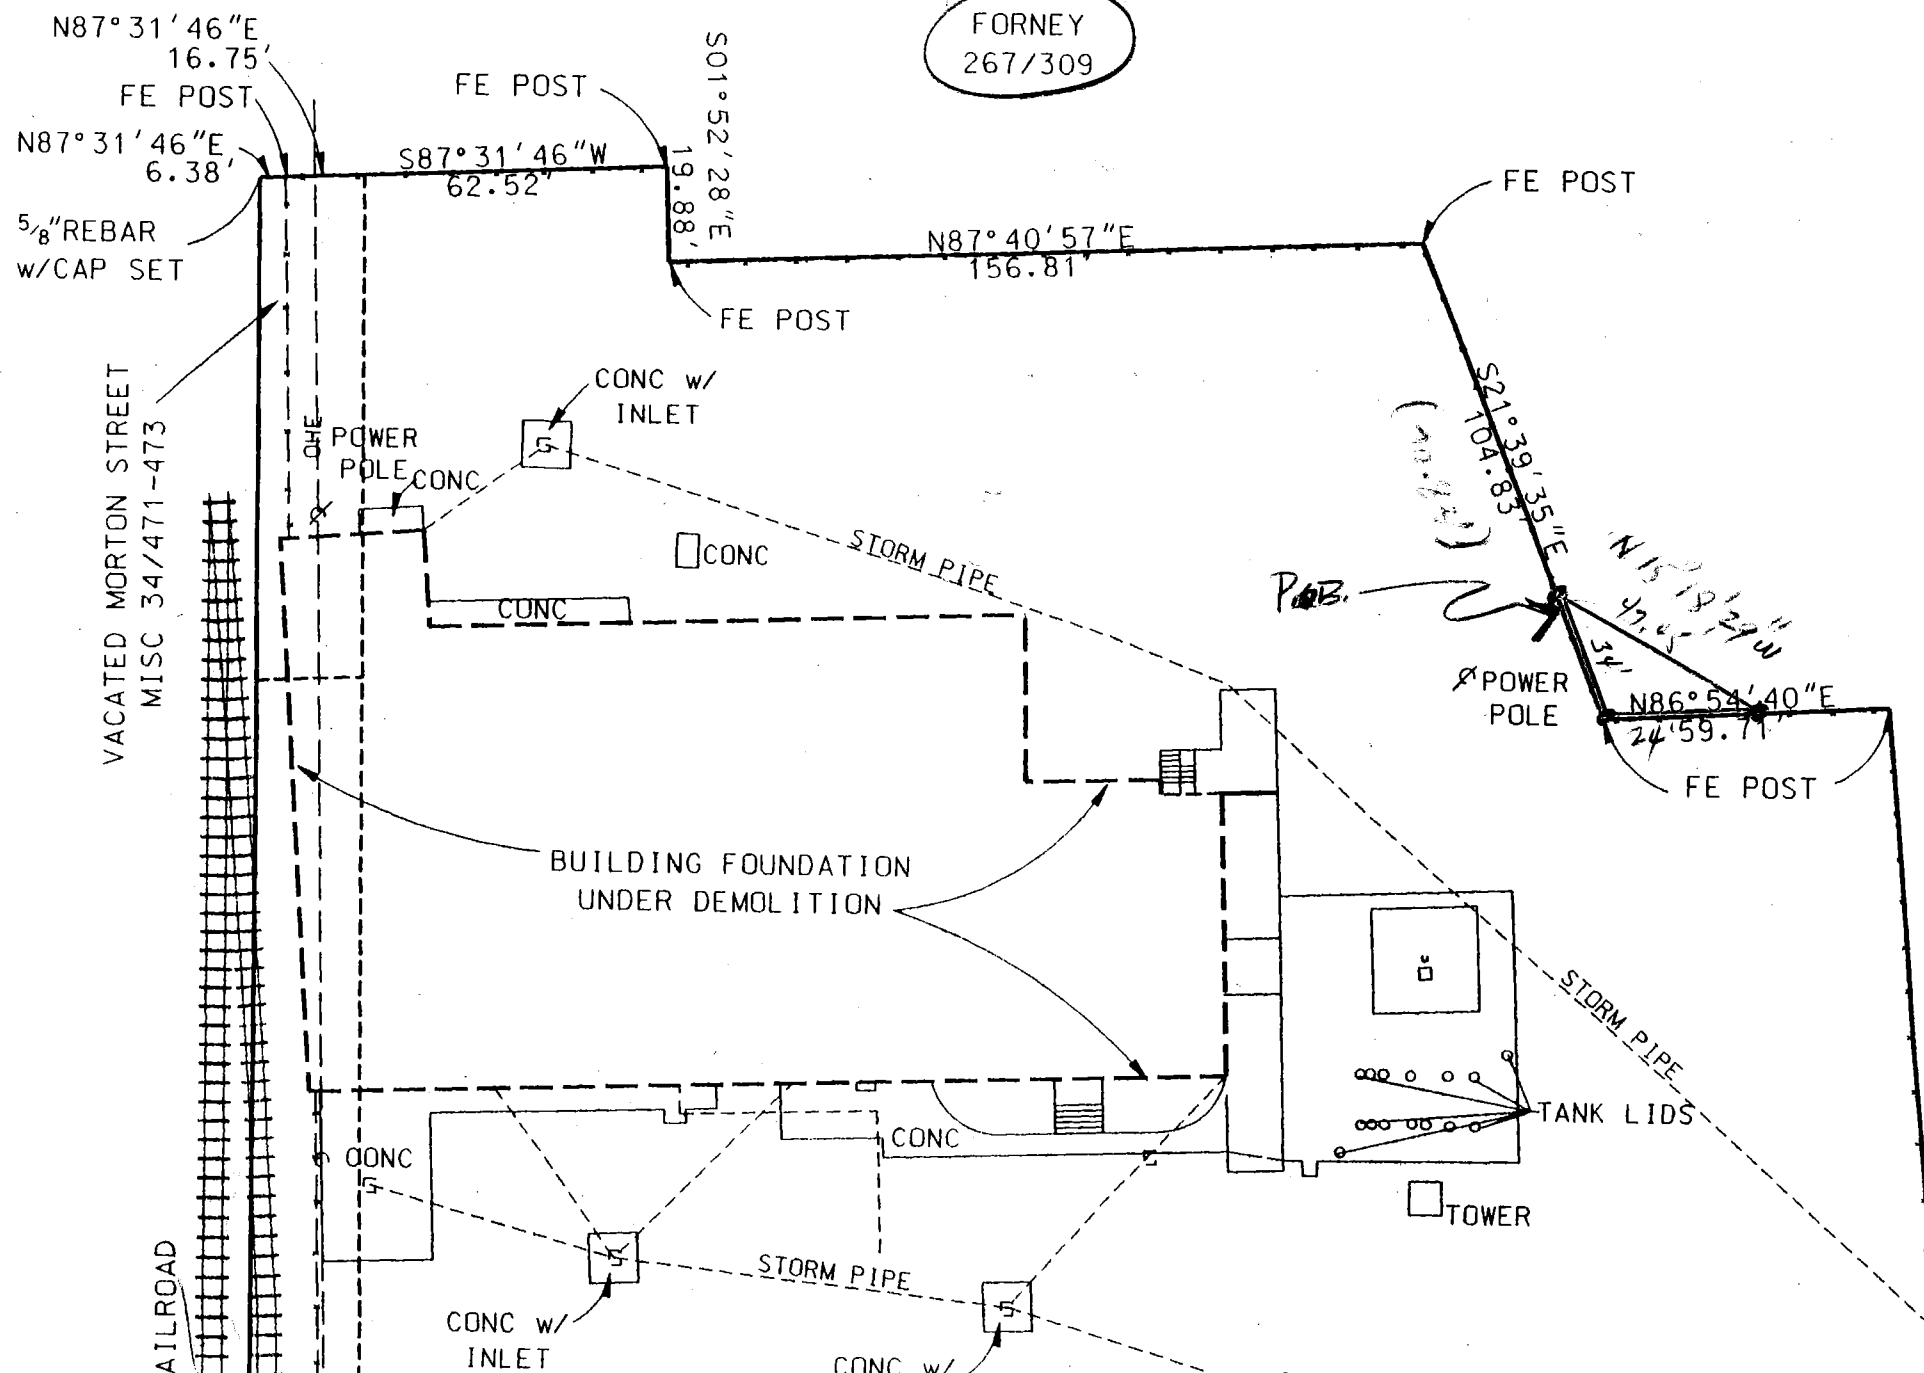 N87°31'46"E
16.75'
FE POST
N87°31'46"E
6.38'
5/8" REBAR
w/CAP SET
FE POST
S87°31'46"W
62.52'
S01°52'28"E
19.88'
FORNEY
267/309
FE POST
N87°40'57"E
156.81'
FE POST
S21°39'35"E
104.83'
VACATED MORTON STREET
MISC 34/471-473
OHE
POWER
POLE
CONC
CONC w/
INLET
CONC
CONC
STORM PIPE
P.O.B.
34'
POWER
POLE
N86°54'40"E
24' 59.71'
FE POST
BUILDING FOUNDATION
UNDER DEMOLITION
STORM PIPE
TANK LIDS
CONC
CONC
TOWER
STORM PIPE
CONC w/
INLET
CONC w/
AILROAD